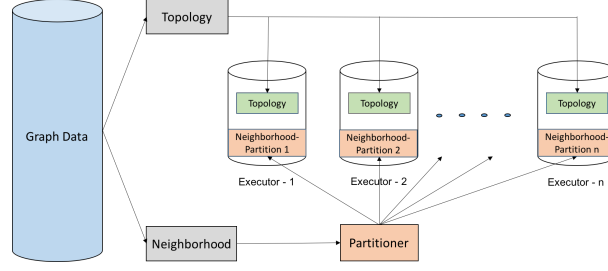 Topology
Graph Data
Topology
Neighborhood-
Partition 1
Executor - 1
Topology
Neighborhood-
Partition 2
Executor - 2
Topology
Neighborhood-
Partition n
Executor - n
Neighborhood
Partitioner